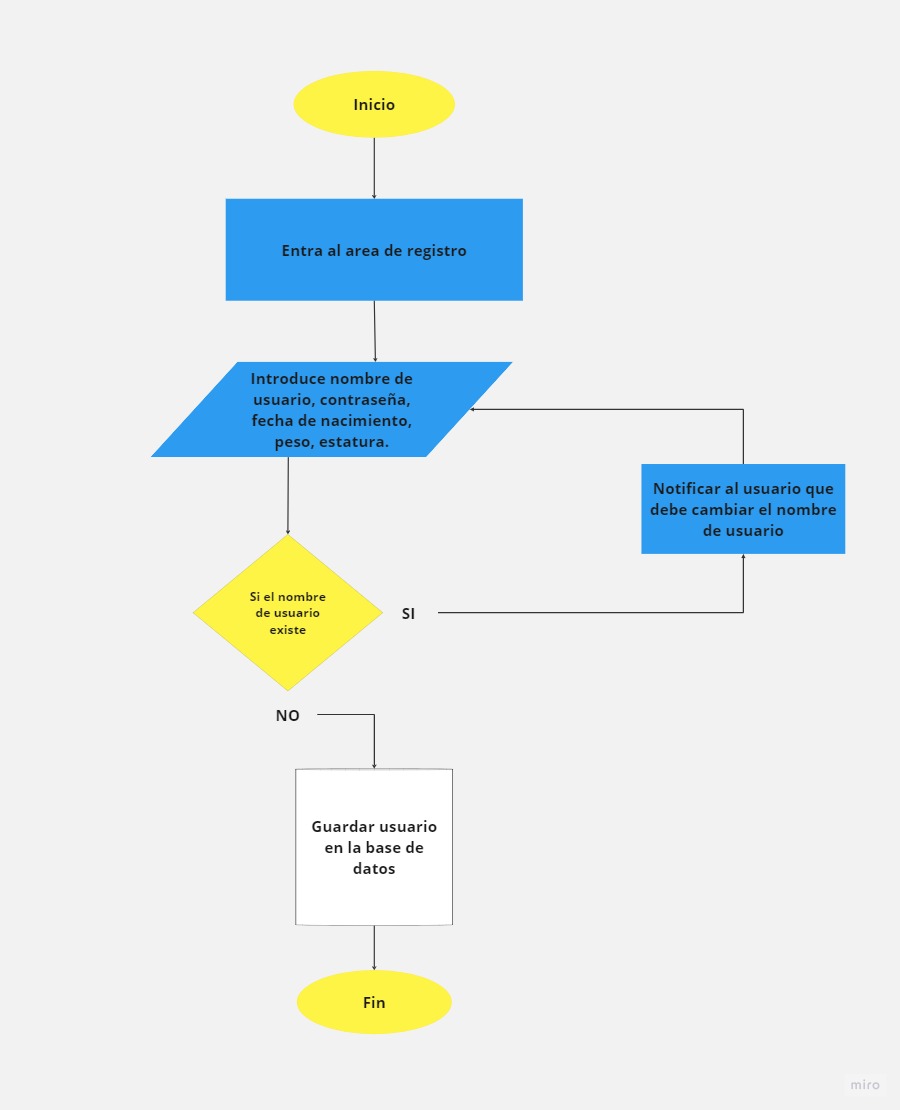 Inicio
Entra al area de registro
Introduce nombre de
usuario, contraseña,
fecha de nacimiento,
peso, estatura.
Notificar al usuario que
debe cambiar el nombre
de usuario
Si el nombre
de usuario
existe
SI
NO
Guardar usuario
en la base de
datos
Fin
miro